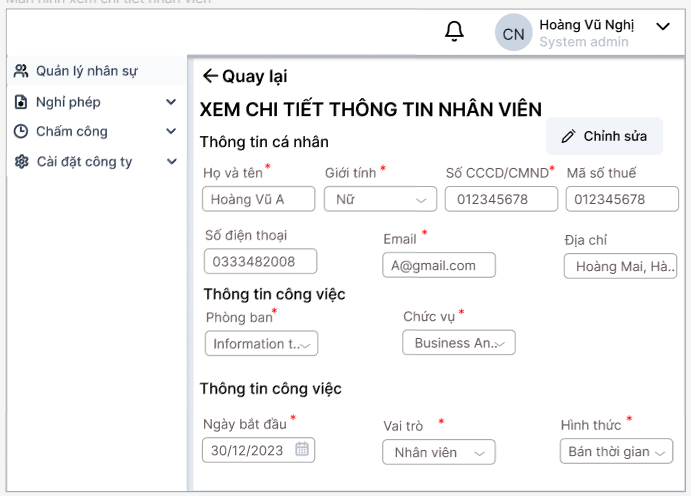 Màn hình xem chi tiết nhân viên
CN
Hoàng Vũ Nghị
System admin
Quản lý nhân sự
Nghỉ phép
Chấm công
Cài đặt công ty
Quay lại
XEM CHI TIẾT THÔNG TIN NHÂN VIÊN
Thông tin cá nhân
Chỉnh sửa
Họ và tên * Giới tính * Số CCCD/CMND* Mã số thuế
Hoàng Vũ A Nữ 012345678 012345678
Số điện thoại Email * Địa chỉ
0333482008 A@gmail.com Hoàng Mai, Hà..
Thông tin công việc
Phòng ban* Chức vụ *
Information t.. Business An..
Thông tin công việc
Ngày bắt đầu * Vai trò * Hình thức *
30/12/2023 Nhân viên Bán thời gian